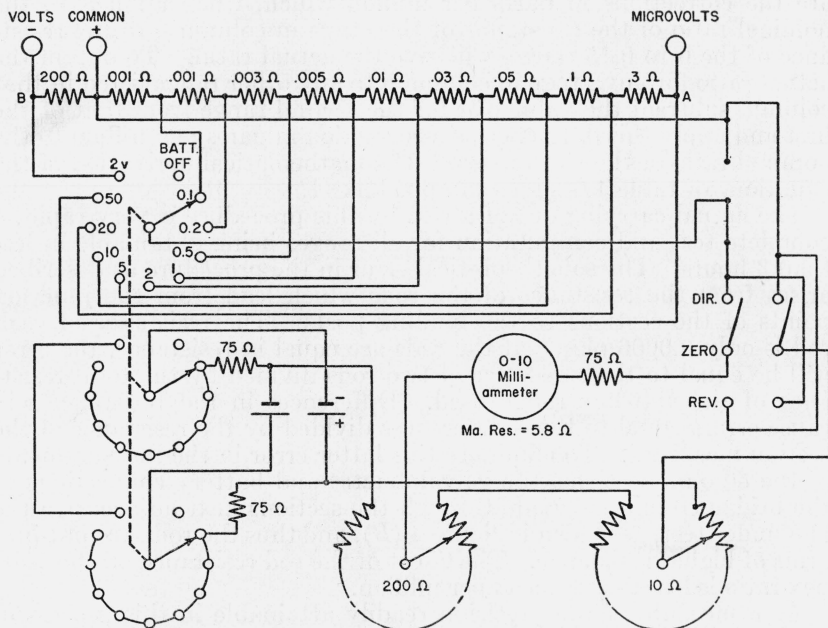 VOLTS COMMON MICROVOLTS
+
200 Ω .001 Ω .001 Ω .003 Ω .005 Ω .01 Ω .03 Ω .05 Ω .1 Ω .3 Ω
B A
BATT.
OFF
2v
50 0.1
20 0.2
10 0.5
5 2 1
DIR.
75 Ω 0-10 75 Ω ZERO
Milli-
ammeter
REV.
Ma. Res. = 5.8 Ω
- +
75 Ω
200 Ω 10 Ω